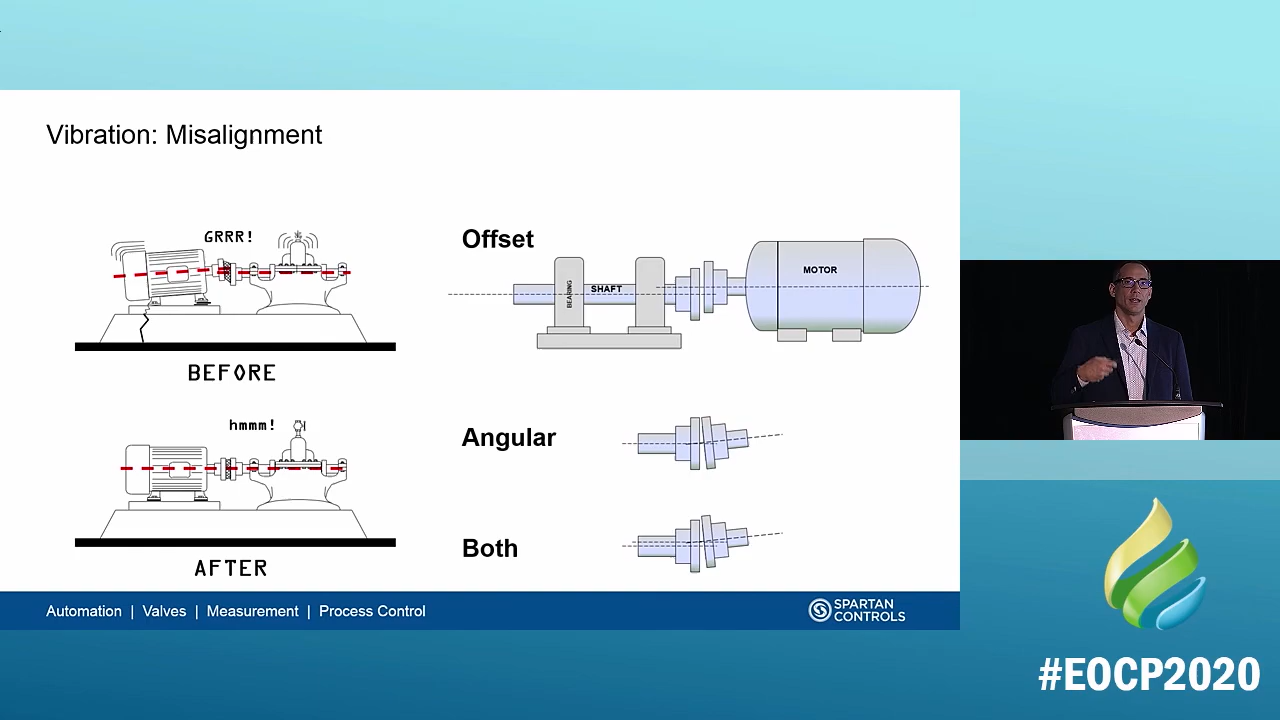 Vibration: Misalignment
GRRR!
BEFORE
hmmm!
AFTER
Offset
BEARING
SHAFT
MOTOR
Angular
Both
Automation | Valves | Measurement | Process Control
SPARTAN
CONTROLS
#EOCP2020